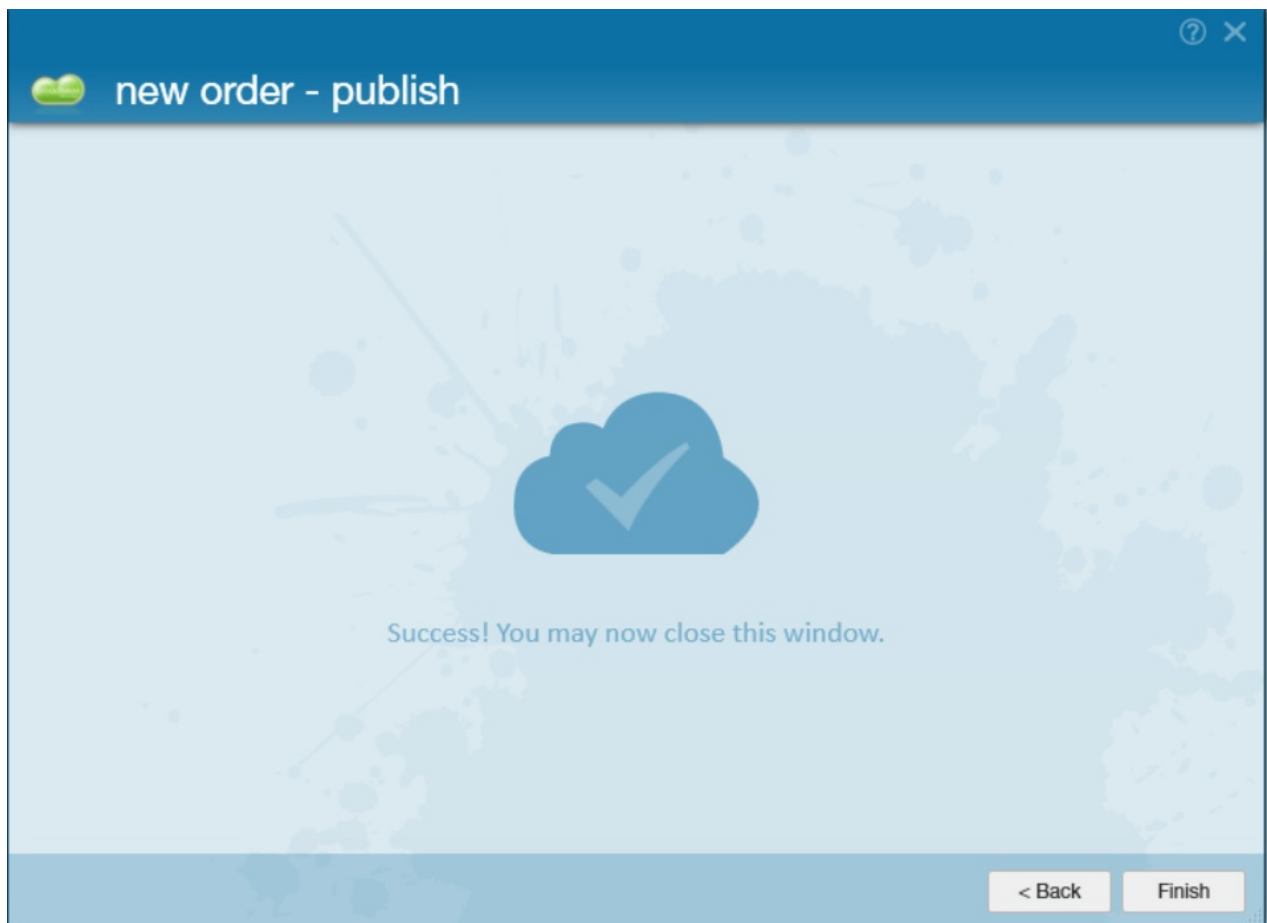 new order - publish
Success! You may now close this window.
< Back
Finish